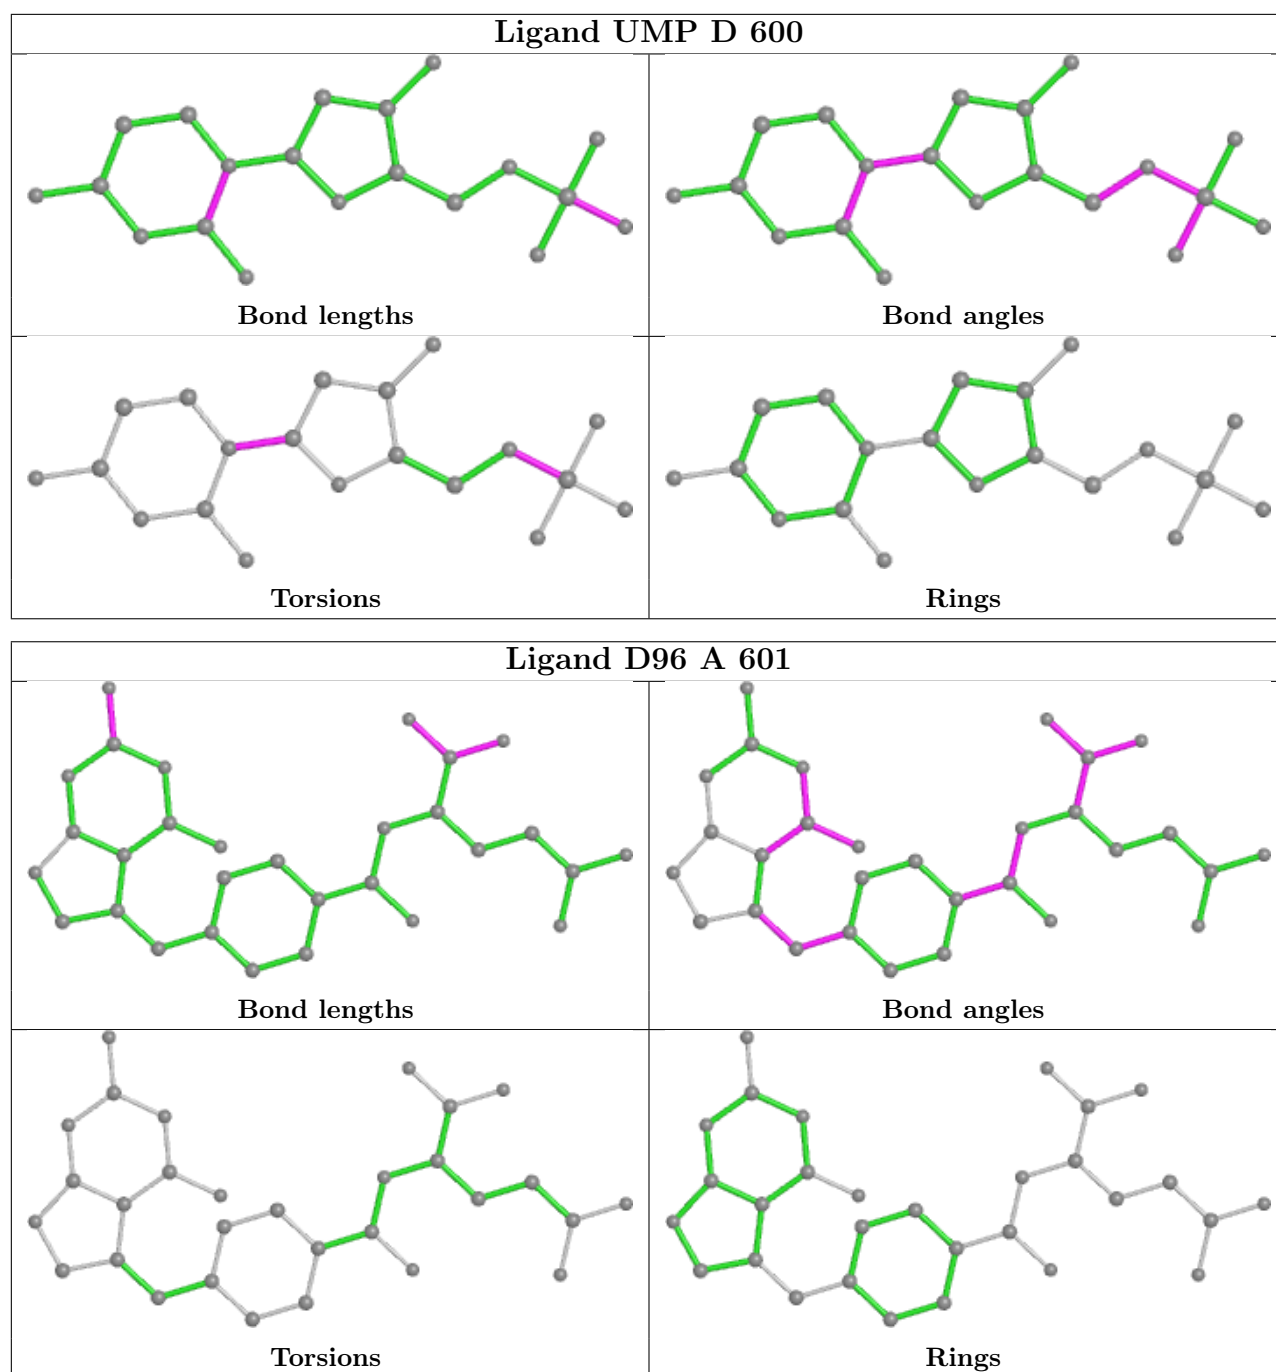 Ligand UMP D 600
Bond lengths
Bond angles
Torsions
Rings
Ligand D96 A 601
Bond lengths
Bond angles
Torsions
Rings